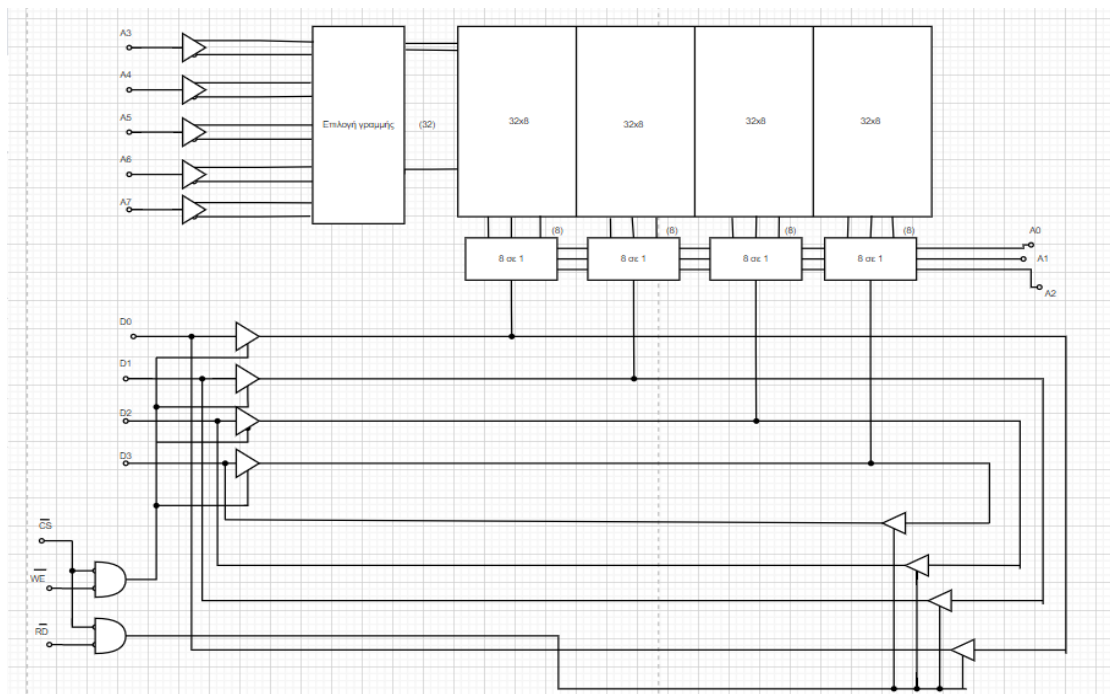 A3
A4
A5
A6
A7
Επιλογή γραμμής
(32)
32x8
32x8
32x8
32x8
(8)
(8)
(8)
(8)
8 σε 1
8 σε 1
8 σε 1
8 σε 1
A0
A1
A2
D0
D1
D2
D3
CS
WE
RD